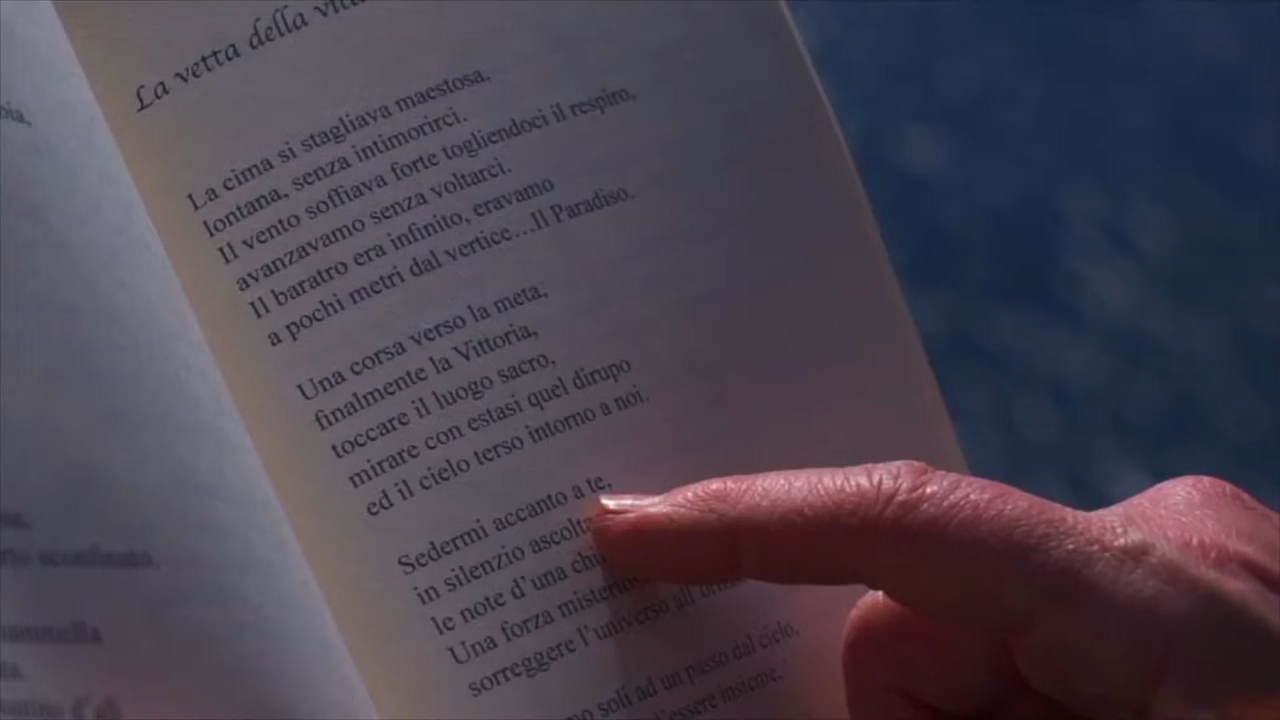 La vetta della
La cima si stagliava maestosa,
lontana, senza intimorirci.
Il vento soffiava forte togliendoci il respiro,
avanzavamo senza voltarci.
Il baratro era infinito, eravamo
a pochi metri dal vertice…Il Paradiso.
Una corsa verso la meta,
finalmente la Vittoria,
toccare il luogo sacro,
mirare con estasi quel dirupo
ed il cielo terso intorno a noi.
Sedermi accanto a te,
in silenzio
le note d'una
Una forza
sorreggere l'universo
soli ad un passo dal cielo,
d'essere insieme,